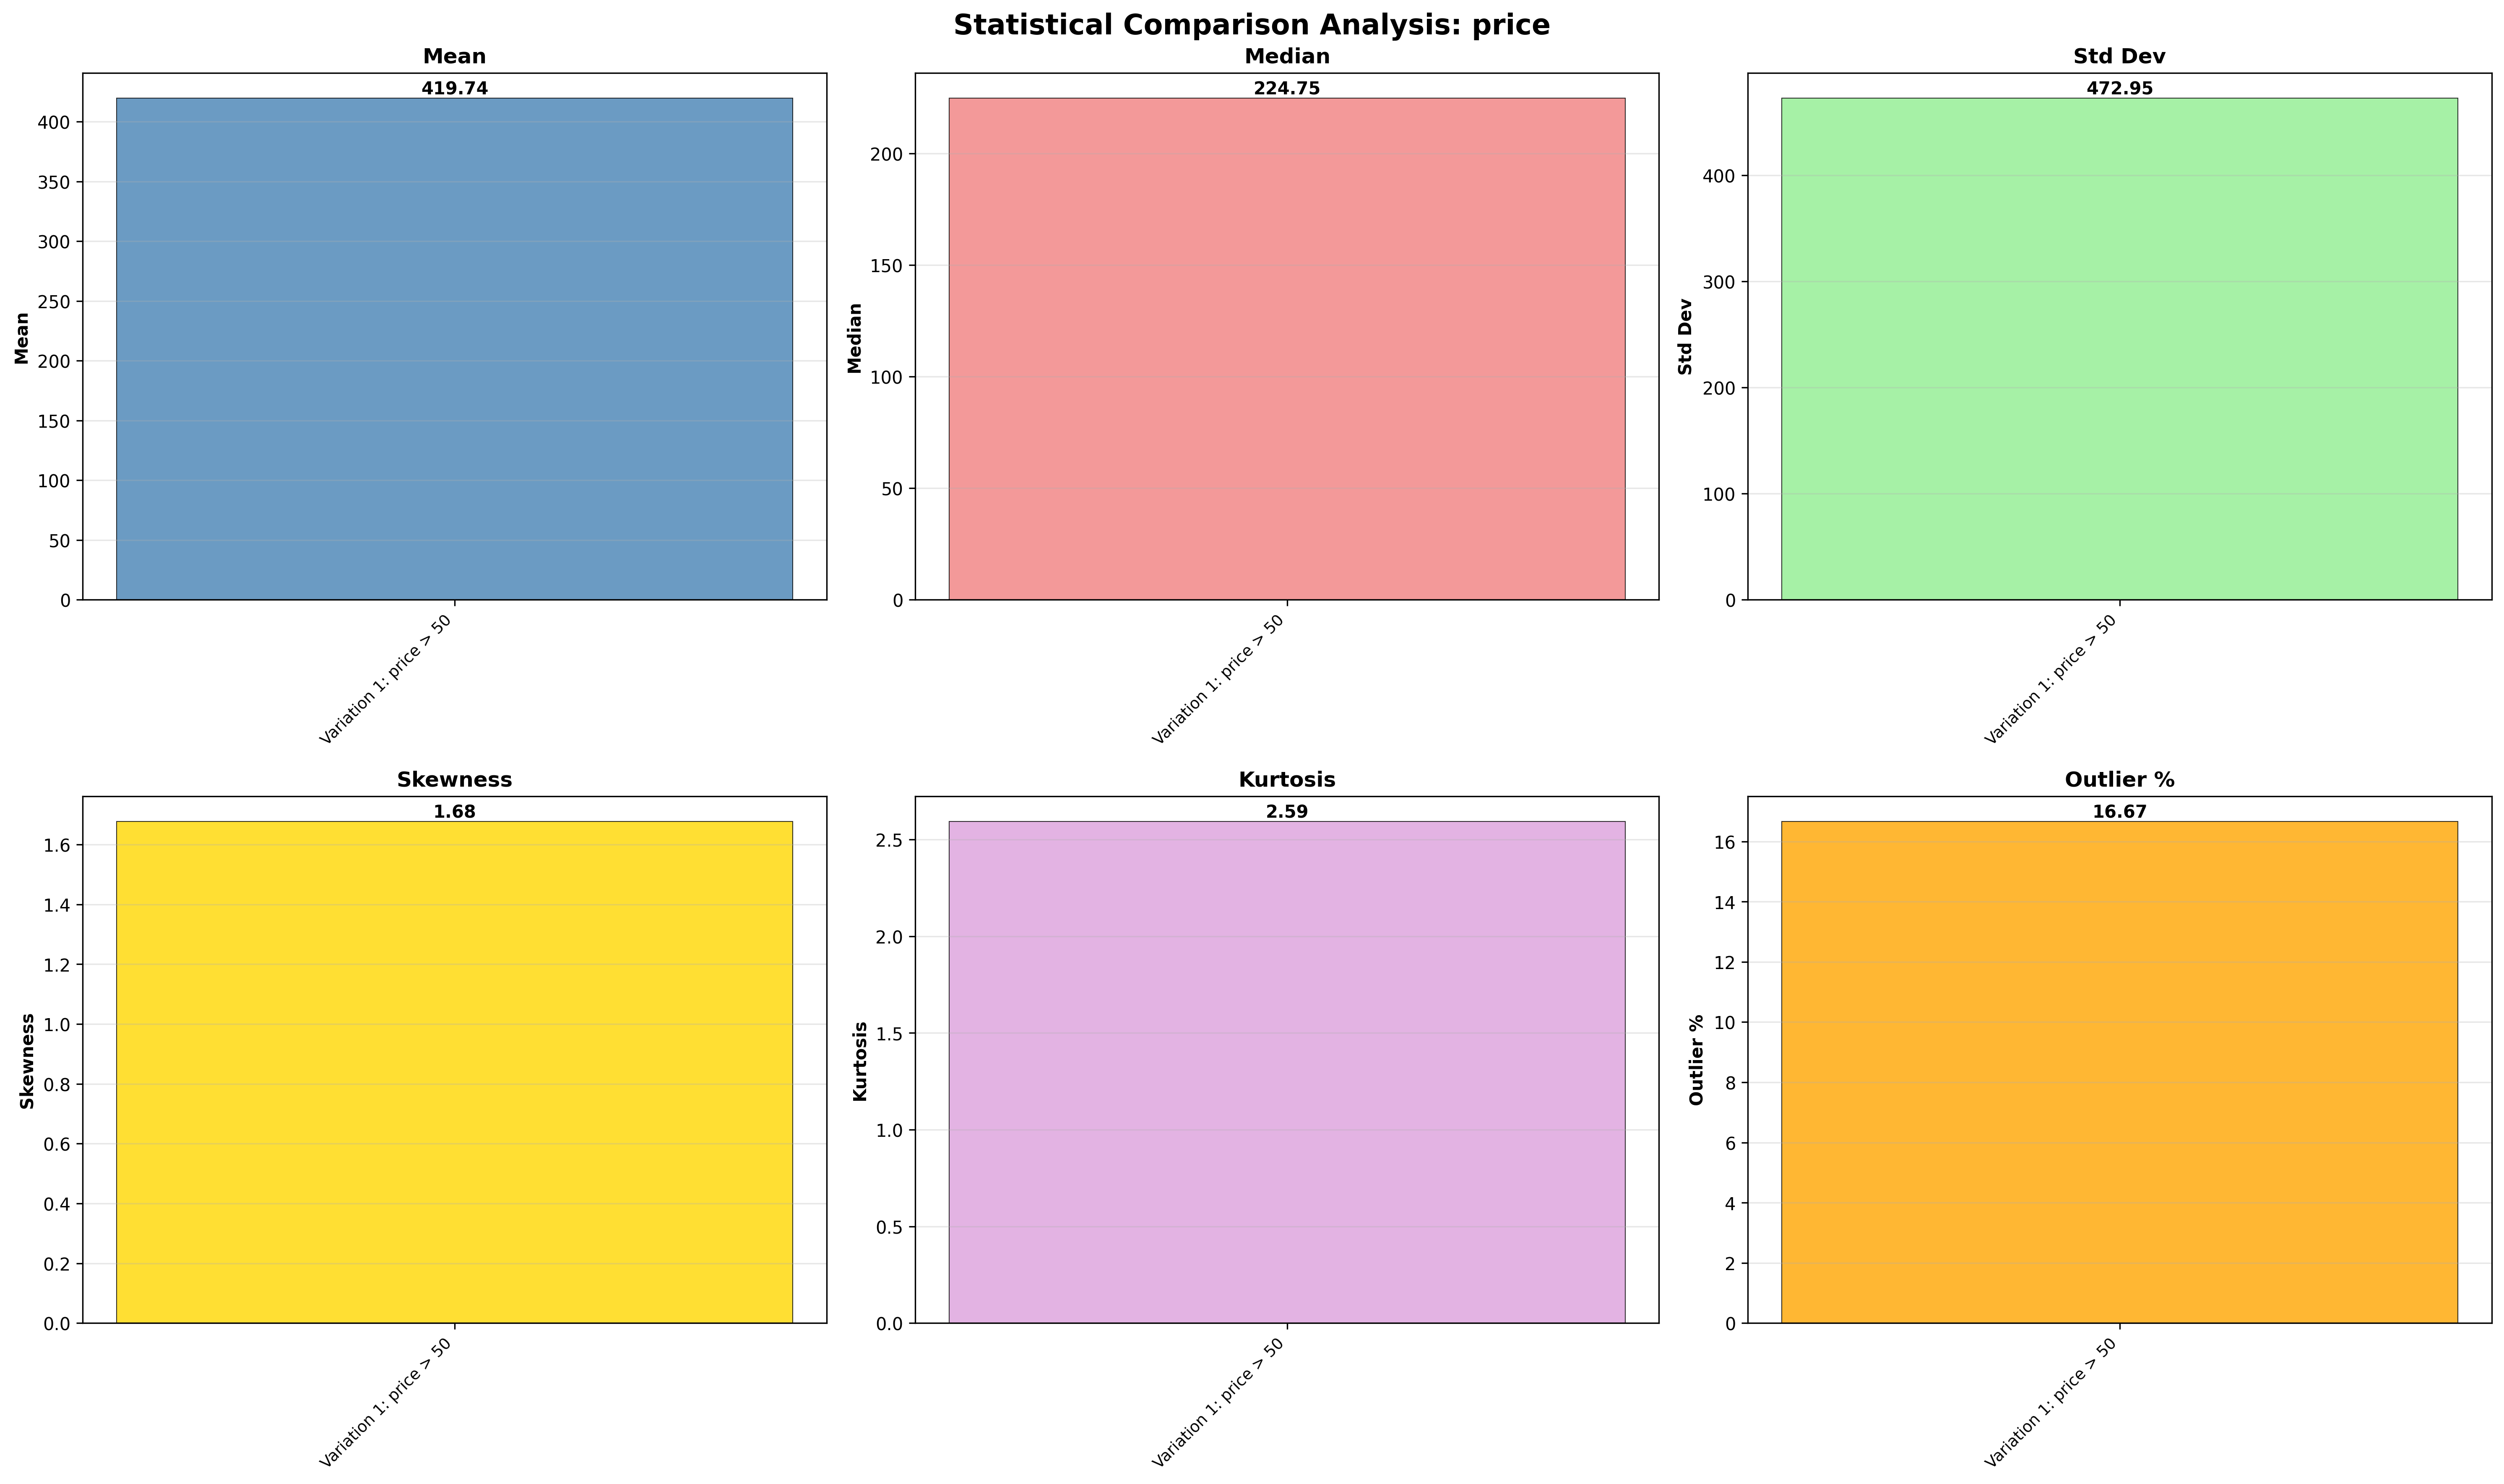 Statistical Comparison Analysis: price
Mean
419.74
Mean
400
350
300
250
200
150
100
50
0
Variation 1: price > 50
Median
224.75
Median
200
150
100
50
0
Variation 1: price > 50
Std Dev
472.95
Std Dev
400
300
200
100
0
Variation 1: price > 50
Skewness
1.68
Skewness
1.6
1.4
1.2
1.0
0.8
0.6
0.4
0.2
0.0
Variation 1: price > 50
Kurtosis
2.59
Kurtosis
2.5
2.0
1.5
1.0
0.5
0.0
Variation 1: price > 50
Outlier %
16.67
Outlier %
16
14
12
10
8
6
4
2
0
Variation 1: price > 50